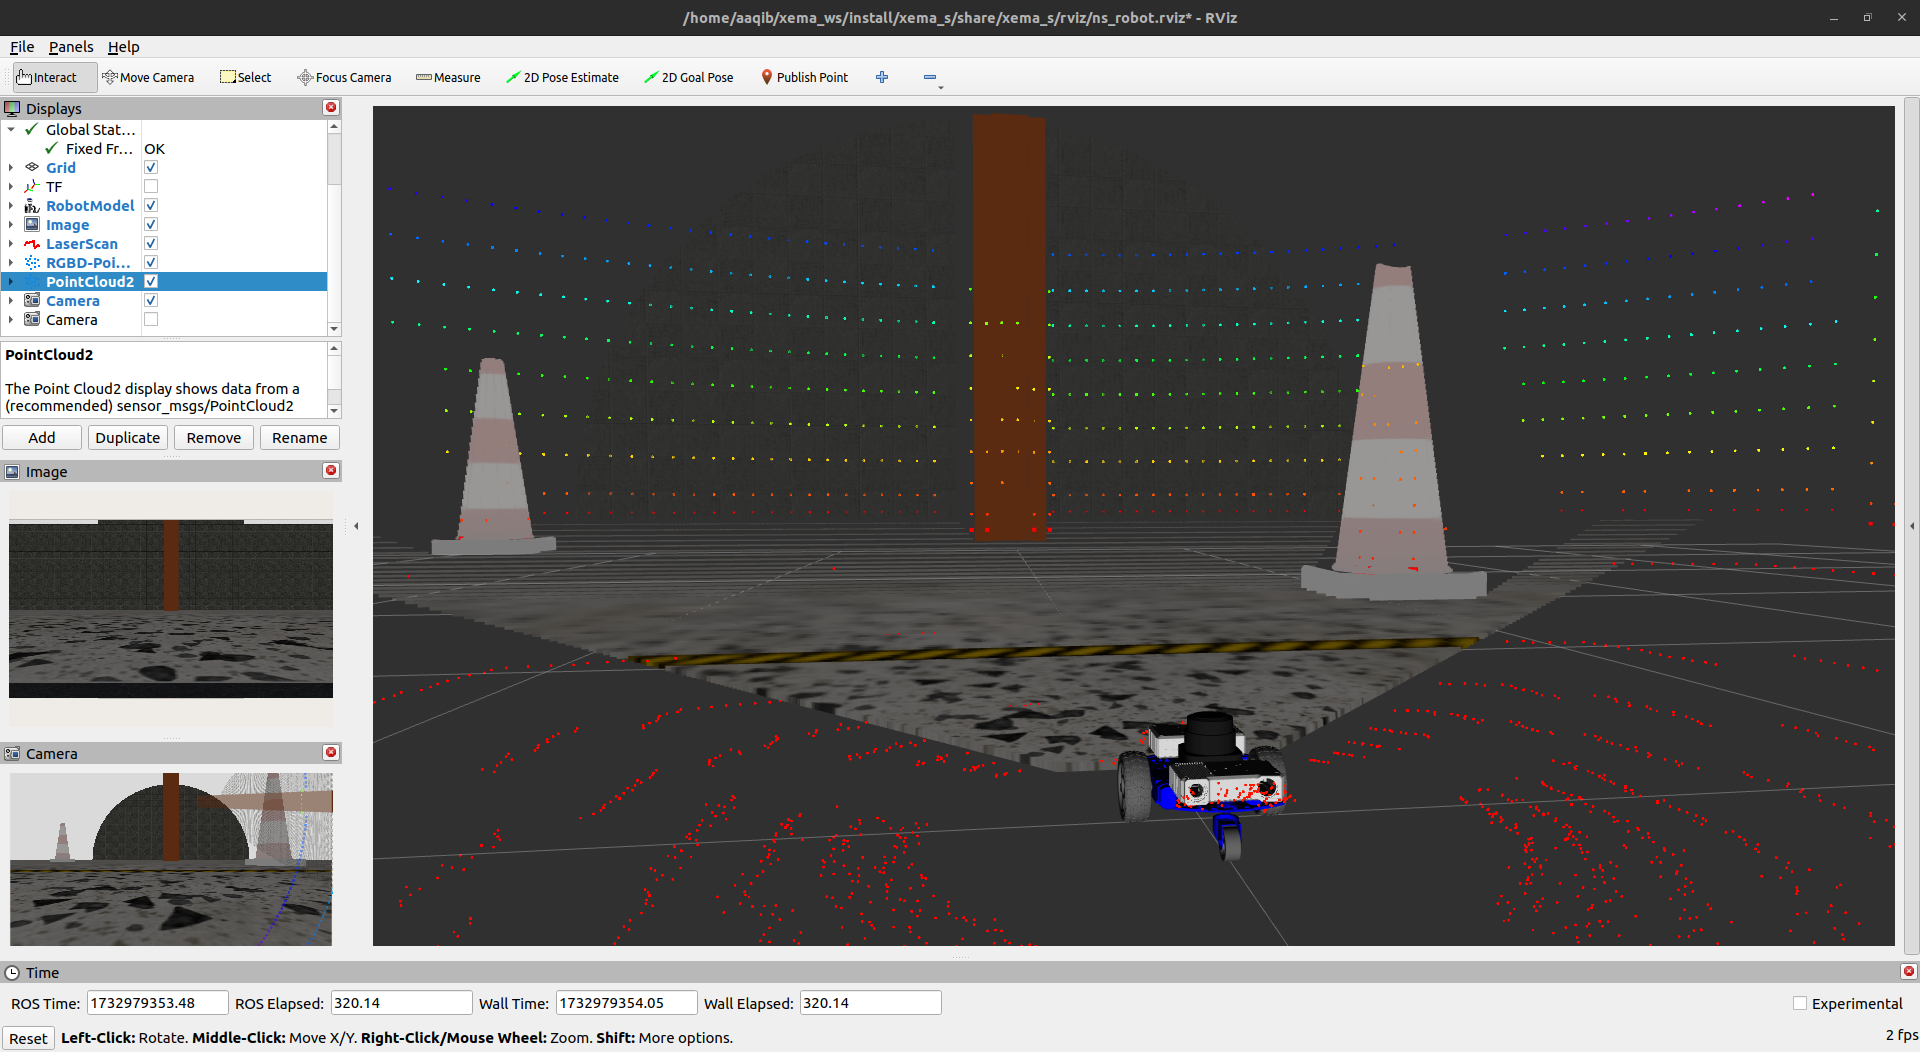 /home/aaqib/xema_ws/install/xema_s/share/xema_s/rviz/ns_robot.rviz* - RViz
File Panels Help
Interact Move Camera Select Focus Camera Measure 2D Pose Estimate 2D Goal Pose Publish Point
Displays
Global Stat...
Fixed Fr... OK
Grid
TF
RobotModel
Image
LaserScan
RGBD-Poi...
PointCloud2
Camera
Camera
PointCloud2
The Point Cloud2 display shows data from a
(recommended) sensor_msgs/PointCloud2
Add Duplicate Remove Rename
Image
Camera
Time
ROS Time: 1732979353.48 ROS Elapsed: 320.14 Wall Time: 1732979354.05 Wall Elapsed: 320.14 Experimental
Reset Left-Click: Rotate. Middle-Click: Move X/Y. Right-Click/Mouse Wheel: Zoom. Shift: More options. 2 fps